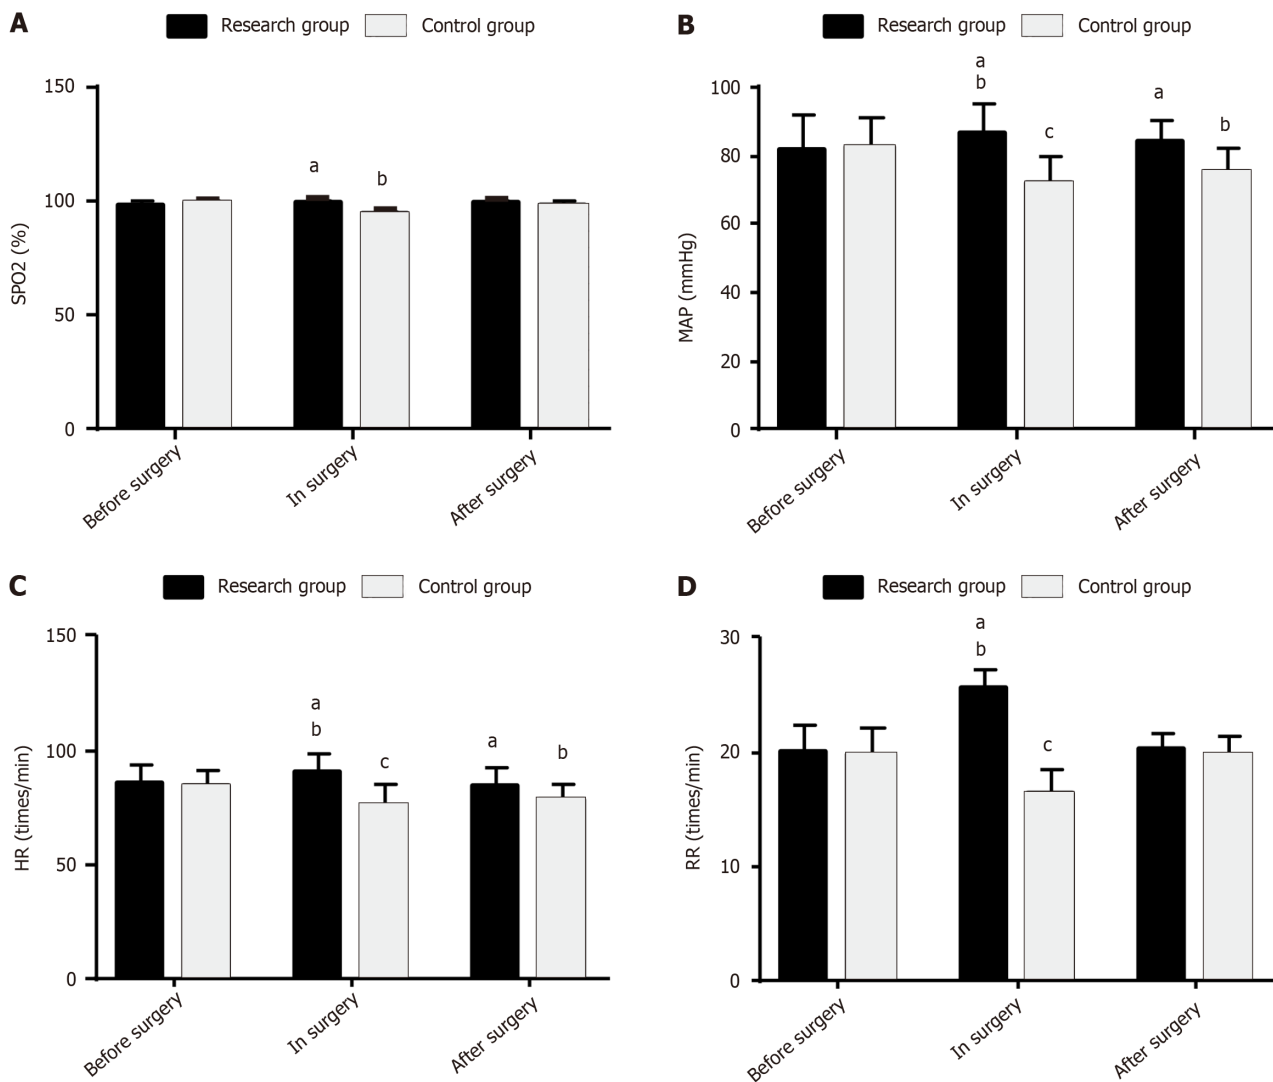 A
Research group
Control group
150
100
50
0
SPO2 (%)
a
b
Before surgery
In surgery
After surgery
B
Research group
Control group
100
80
60
40
20
0
MAP (mmHg)
a
b
c
a
b
Before surgery
In surgery
After surgery
C
Research group
Control group
150
100
50
0
HR (times/min)
a
b
c
a
b
Before surgery
In surgery
After surgery
D
Research group
Control group
30
20
10
0
RR (times/min)
a
b
c
Before surgery
In surgery
After surgery